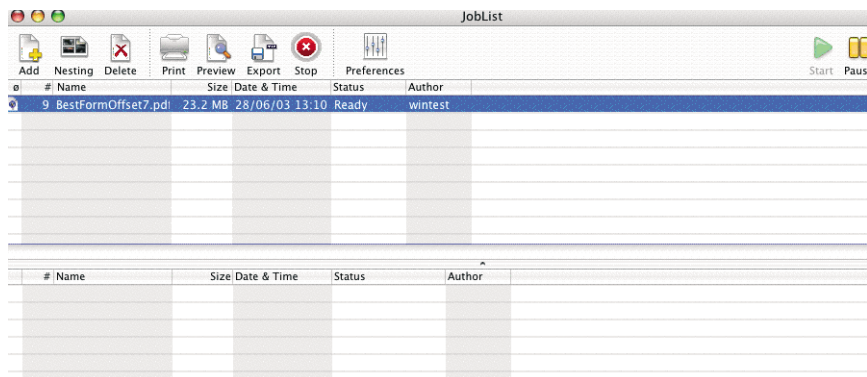 JobList
Add Nesting Delete Print Preview Export Stop Preferences Start Paus
ø # Name Size Date & Time Status Author
9 BestFormOffset7.pdf 23.2 MB 28/06/03 13:10 Ready wintest
# Name Size Date & Time Status Author